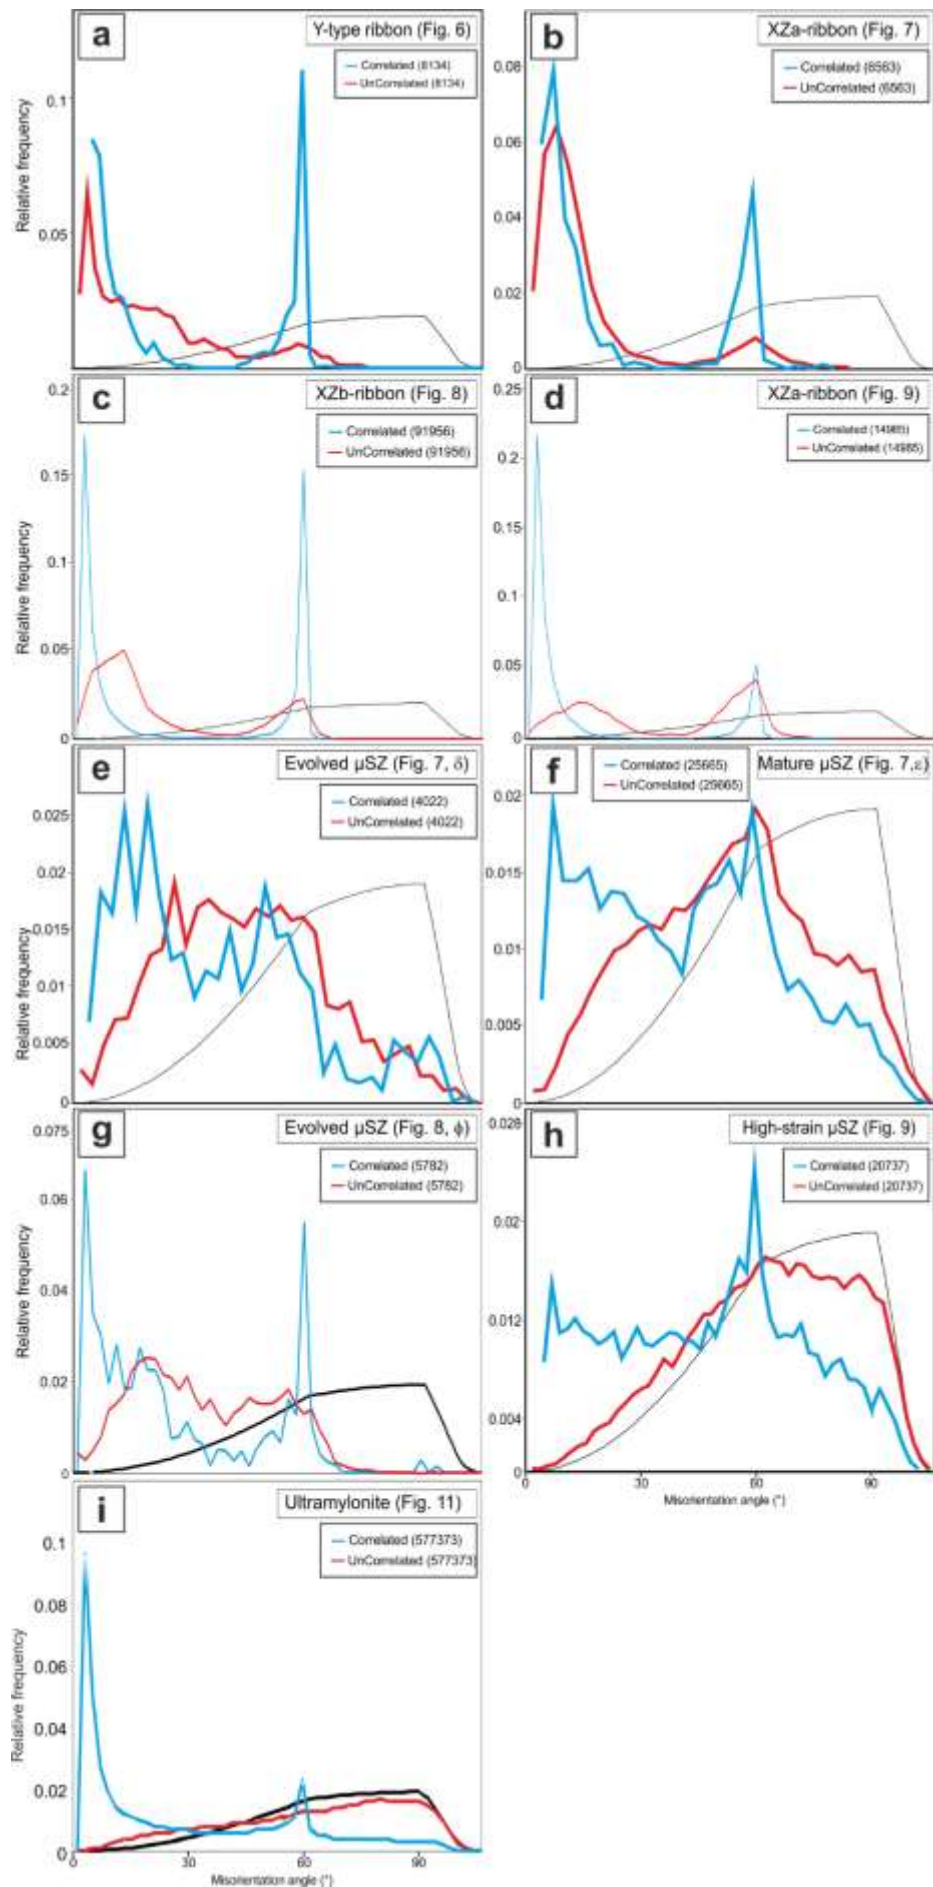 a
Y-type ribbon (Fig. 6)
Correlated (8134)
UnCorrelated (8134)
0.1
0.05
Relative frequency
b
XZa-ribbon (Fig. 7)
Correlated (6563)
UnCorrelated (6563)
0.08
0.06
0.04
0.02
0
c
XZb-ribbon (Fig. 8)
Correlated (91956)
UnCorrelated (91956)
0.2
0.15
0.1
0.05
0
Relative frequency
d
XZa-ribbon (Fig. 9)
Correlated (14985)
UnCorrelated (14985)
0.25
0.2
0.15
0.1
0.05
0
e
Evolved µSZ (Fig. 7, δ)
Correlated (4022)
UnCorrelated (4022)
0.025
0.02
0.015
0.01
0.005
0
Relative frequency
f
Mature µSZ (Fig. 7,ε)
Correlated (25665)
UnCorrelated (25665)
0.02
0.015
0.01
0.005
0
g
Evolved µSZ (Fig. 8, ϕ)
Correlated (5782)
UnCorrelated (5782)
0.075
0.06
0.04
0.02
0
Relative frequency
h
High-strain µSZ (Fig. 9)
Correlated (20737)
UnCorrelated (20737)
0.028
0.02
0.012
0.004
0
0 30 60 90
Misorientation angle (°)
i
Ultramylonite (Fig. 11)
Correlated (577373)
UnCorrelated (577373)
0.1
0.08
0.06
0.04
0.02
0
Relative frequency
0 30 60 90
Misorientation angle (°)